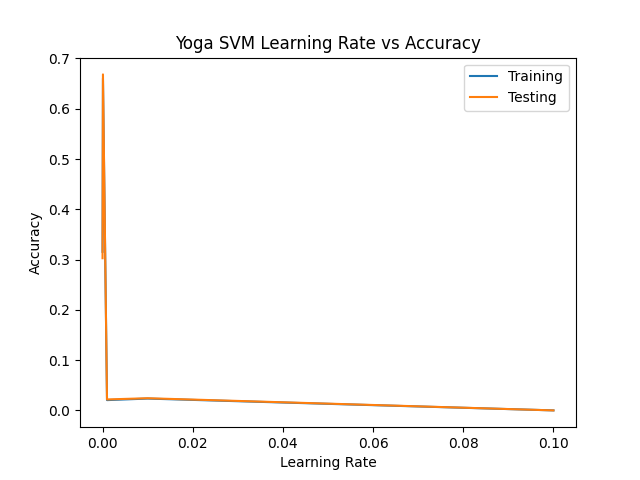 Yoga SVM Learning Rate vs Accuracy
Training
Testing
0.7
0.6
0.5
0.4
0.3
0.2
0.1
0.0
Accuracy
0.00 0.02 0.04 0.06 0.08 0.10
Learning Rate